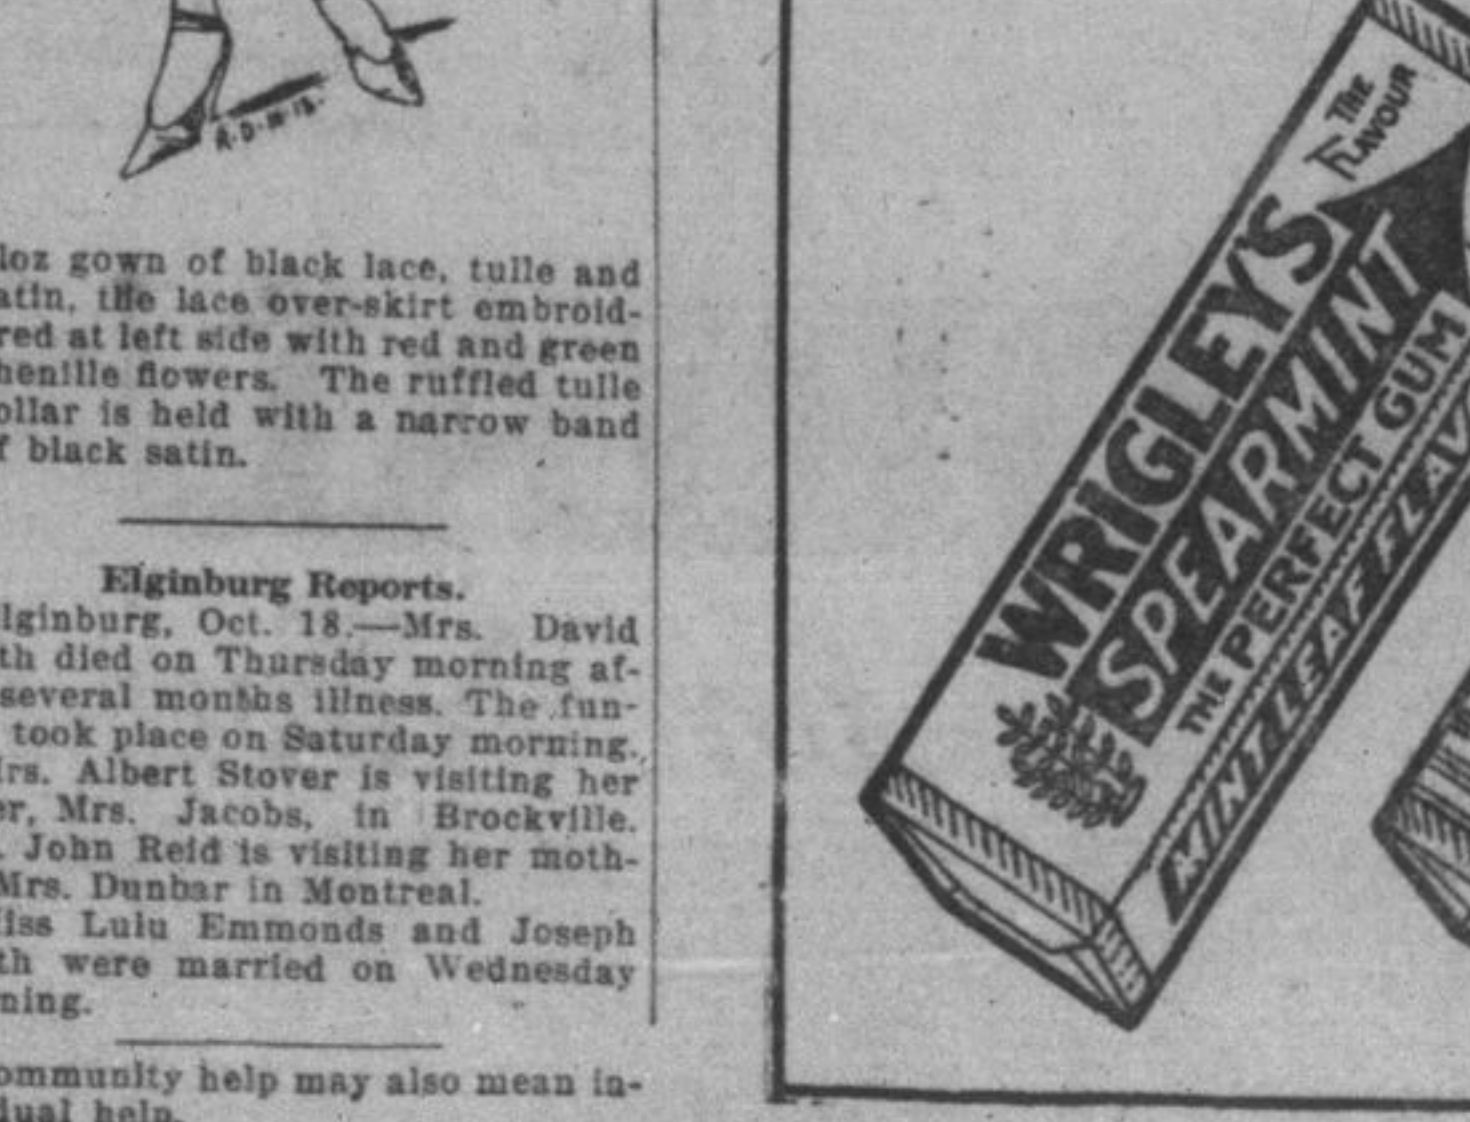 R.D.
loz gown of black lace, tulle and
atin, the lace over-skirt embroid-
red at left side with red and green
henille flowers. The ruffled tulle
ollar is held with a narrow band
f black satin.
Elginburg Reports.
lginburg, Oct. 18.—Mrs. David
th died on Thursday morning af-
several months illness. The fun-
took place on Saturday morning.
Irs. Albert Stover is visiting her
er, Mrs. Jacobs, in Brockville.
. John Reid is visiting her moth-
Mrs. Dunbar in Montreal.
iss Lulu Emmonds and Joseph
th were married on Wednesday
ning.
ommunity help may also mean in-
dual help.
THE
FLAVOUR
WRIGLEY'S
SPEARMINT
THE PERFECT GUM
MINT LEAF FLAV